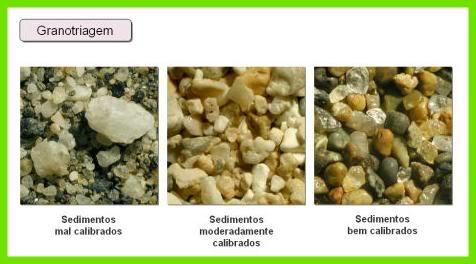 Granotriagem
Sedimentos
mal calibrados
Sedimentos
moderadamente
calibrados
Sedimentos
bem calibrados